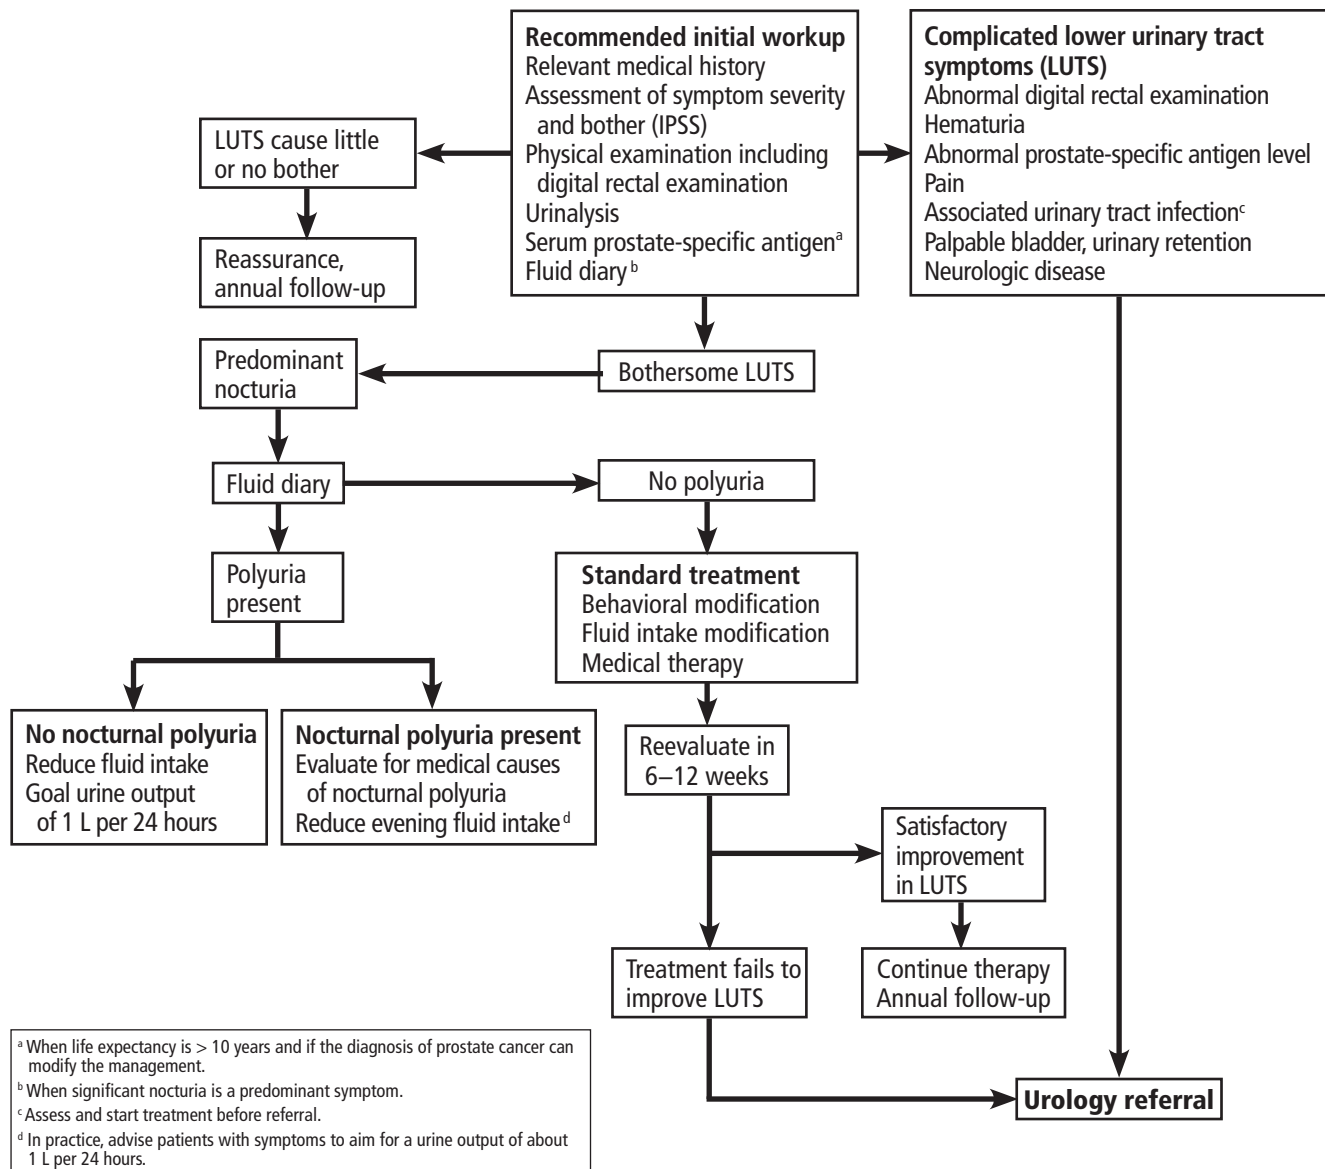 Recommended initial workup
Relevant medical history
Assessment of symptom severity
and bother (IPSS)
Physical examination including
digital rectal examination
Urinalysis
Serum prostate-specific antigenᵃ
Fluid diaryᵇ
Complicated lower urinary tract
symptoms (LUTS)
Abnormal digital rectal examination
Hematuria
Abnormal prostate-specific antigen level
Pain
Associated urinary tract infectionᶜ
Palpable bladder, urinary retention
Neurologic disease
LUTS cause little
or no bother
Reassurance,
annual follow-up
Predominant
nocturia
Bothersome LUTS
Fluid diary
No polyuria
Polyuria
present
Standard treatment
Behavioral modification
Fluid intake modification
Medical therapy
No nocturnal polyuria
Reduce fluid intake
Goal urine output
of 1 L per 24 hours
Nocturnal polyuria present
Evaluate for medical causes
of nocturnal polyuria
Reduce evening fluid intakeᵈ
Reevaluate in
6–12 weeks
Satisfactory
improvement
in LUTS
Treatment fails to
improve LUTS
Continue therapy
Annual follow-up
Urology referral
ᵃ When life expectancy is > 10 years and if the diagnosis of prostate cancer can
modify the management.
ᵇ When significant nocturia is a predominant symptom.
ᶜ Assess and start treatment before referral.
ᵈ In practice, advise patients with symptoms to aim for a urine output of about
1 L per 24 hours.